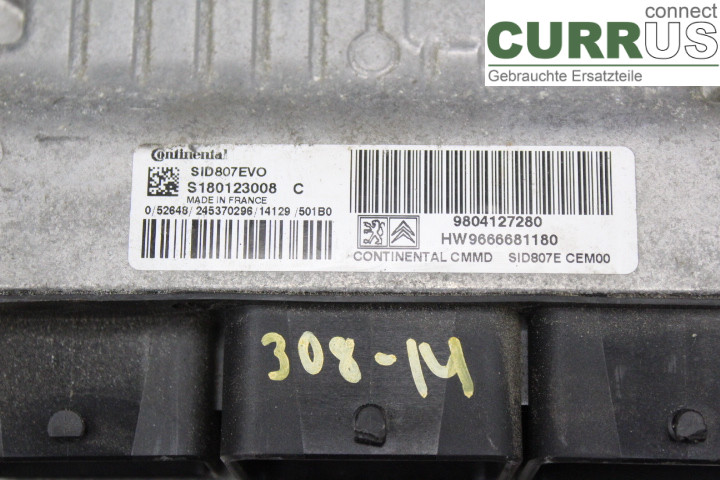 connect
CURRUS
Gebrauchte Ersatzteile
Continental
SID807EVO
S180123008 C
MADE IN FRANCE
0/52648/245370296/14129/501B0
9804127280
HW9666681180
CONTINENTAL CMMD SID807E CEM00
308-14